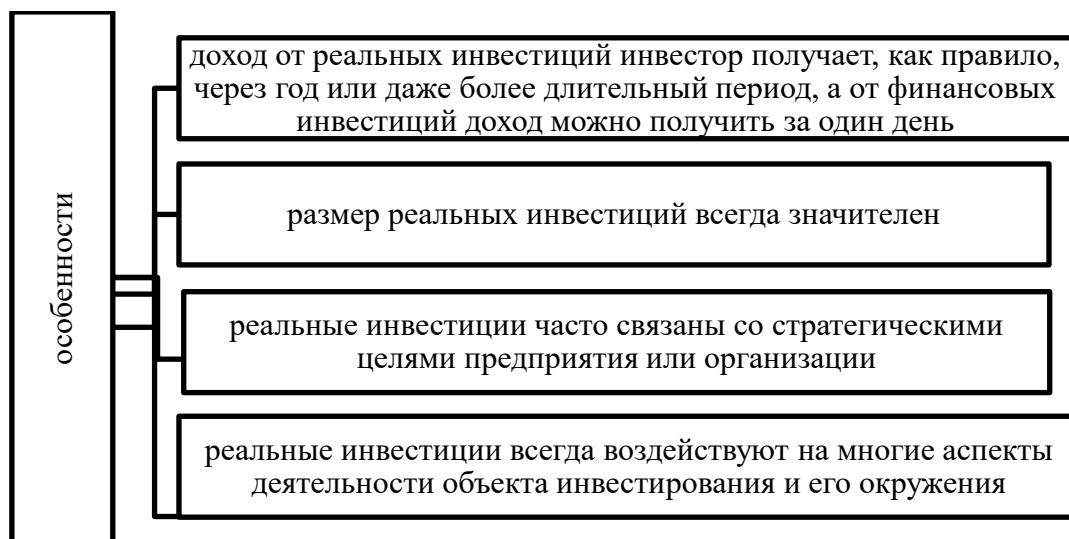 особенности
доход от реальных инвестиций инвестор получает, как правило,
через год или даже более длительный период, а от финансовых
инвестиций доход можно получить за один день
размер реальных инвестиций всегда значителен
реальные инвестиции часто связаны со стратегическими
целями предприятия или организации
реальные инвестиции всегда воздействуют на многие аспекты
деятельности объекта инвестирования и его окружения